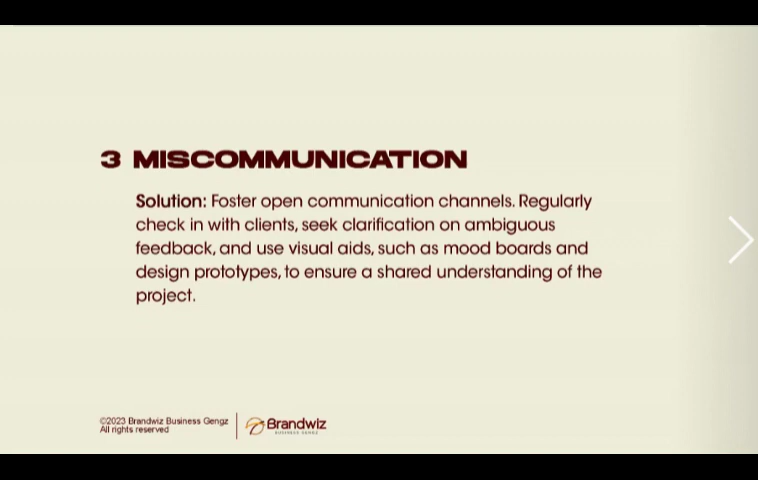 3 MISCOMMUNICATION
Solution: Foster open communication channels. Regularly
check in with clients, seek clarification on ambiguous
feedback, and use visual aids, such as mood boards and
design prototypes, to ensure a shared understanding of the
project.
©2023 Brandwiz Business Gengz
All rights reserved
Brandwiz
BUSINESS GENGZ